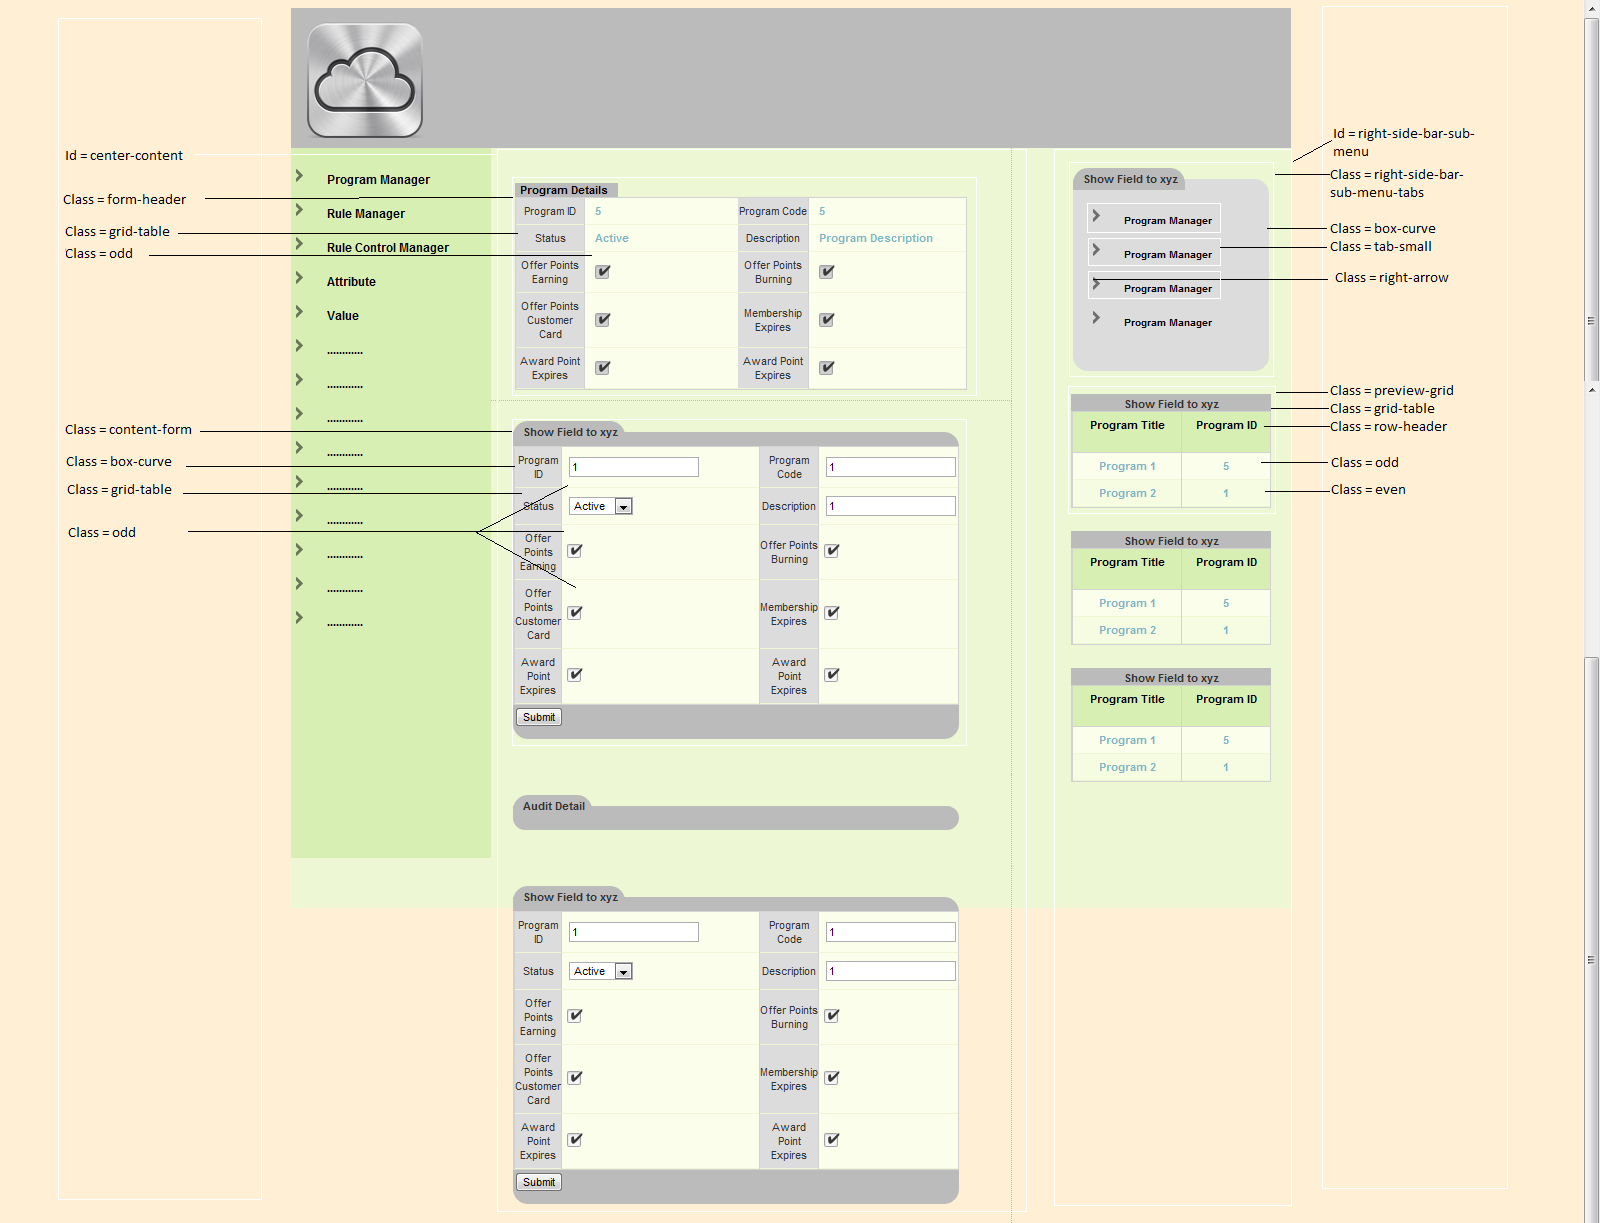 Id = center-content
Class = form-header
Class = grid-table
Class = odd
Class = content-form
Class = box-curve
Class = grid-table
Class = odd
Program Manager
Rule Manager
Rule Control Manager
Attribute
Value
............
............
............
............
............
............
............
............
............
Program Details
Program ID 5 Program Code 5
Status Active Description Program Description
Offer Points Earning Offer Points Burning
Offer Points Customer Card Membership Expires
Award Point Expires Award Point Expires
Show Field to xyz
Program ID 1 Program Code 1
Status Active Description 1
Offer Points Earning Offer Points Burning
Offer Points Customer Card Membership Expires
Award Point Expires Award Point Expires
Submit
Audit Detail
Show Field to xyz
Program ID 1 Program Code 1
Status Active Description 1
Offer Points Earning Offer Points Burning
Offer Points Customer Card Membership Expires
Award Point Expires Award Point Expires
Submit
Show Field to xyz
Program Manager
Program Manager
Program Manager
Program Manager
Show Field to xyz
Program Title Program ID
Program 1 5
Program 2 1
Show Field to xyz
Program Title Program ID
Program 1 5
Program 2 1
Show Field to xyz
Program Title Program ID
Program 1 5
Program 2 1
Id = right-side-bar-sub-
menu
Class = right-side-bar-
sub-menu-tabs
Class = box-curve
Class = tab-small
Class = right-arrow
Class = preview-grid
Class = grid-table
Class = row-header
Class = odd
Class = even